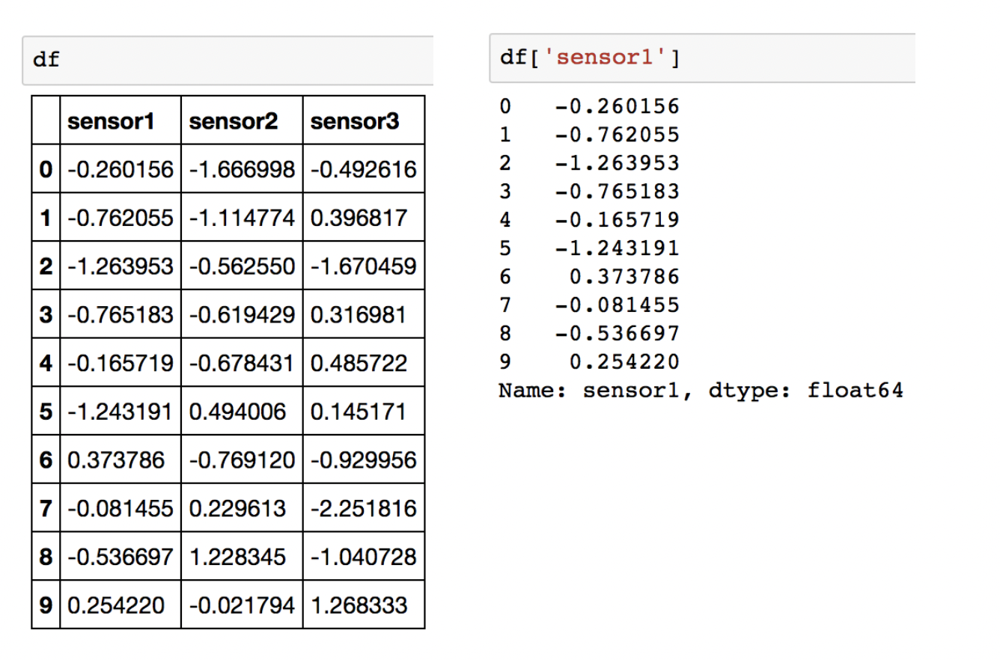 df
sensor1 sensor2 sensor3
0 -0.260156 -1.666998 -0.492616
1 -0.762055 -1.114774 0.396817
2 -1.263953 -0.562550 -1.670459
3 -0.765183 -0.619429 0.316981
4 -0.165719 -0.678431 0.485722
5 -1.243191 0.494006 0.145171
6 0.373786 -0.769120 -0.929956
7 -0.081455 0.229613 -2.251816
8 -0.536697 1.228345 -1.040728
9 0.254220 -0.021794 1.268333
df['sensor1']
0 -0.260156
1 -0.762055
2 -1.263953
3 -0.765183
4 -0.165719
5 -1.243191
6 0.373786
7 -0.081455
8 -0.536697
9 0.254220
Name: sensor1, dtype: float64